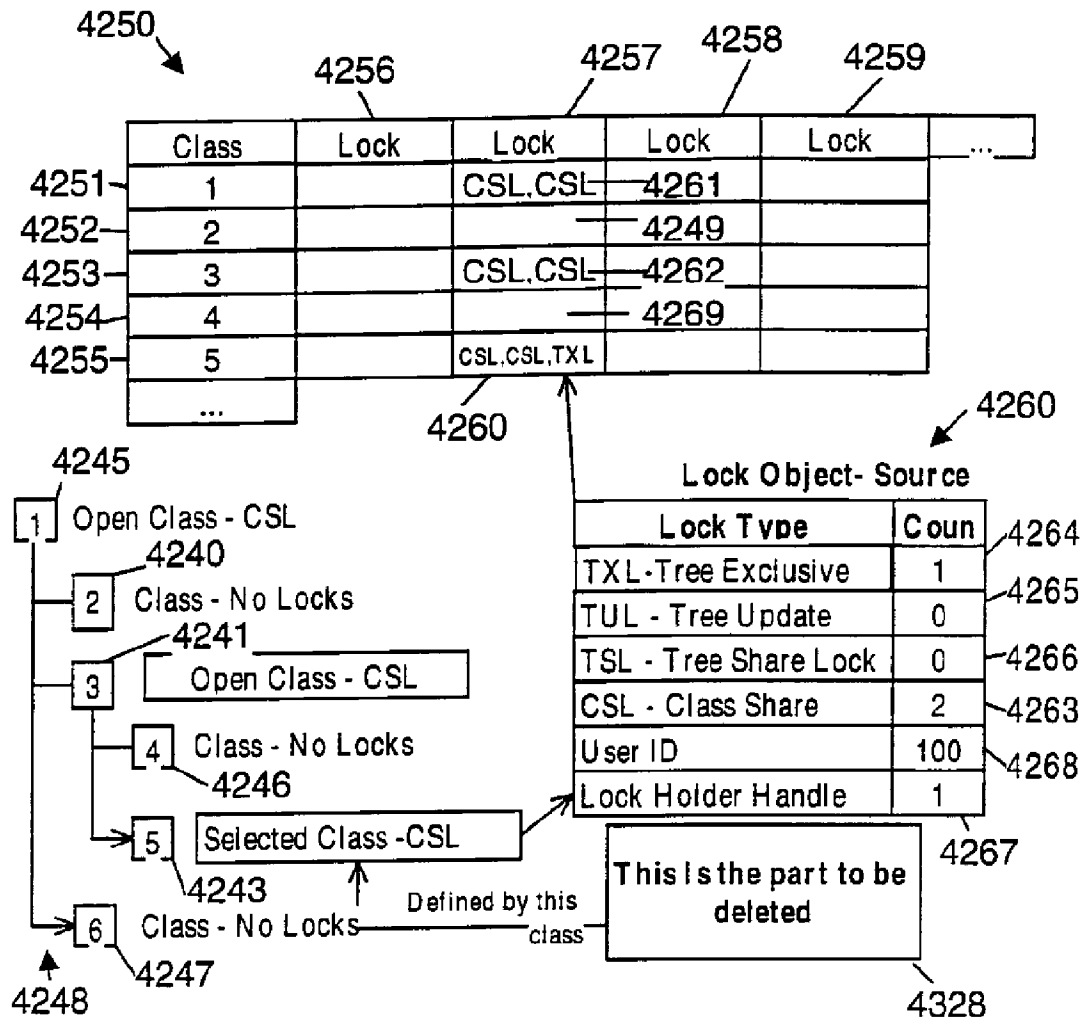 4250
4256
4257
4258
4259
Class Lock Lock Lock Lock ...
4251 1 CSL,CSL 4261
4252 2 4249
4253 3 CSL,CSL 4262
4254 4 4269
4255 5 CSL,CSL,TXL
...
4260
4260
4245
Lock Object- Source
1 Open Class - CSL
Lock Type Coun
4240
TXL-Tree Exclusive 1 4264
2 Class - No Locks
TUL - Tree Update 0 4265
4241
TSL - Tree Share Lock 0 4266
3 Open Class - CSL
CSL - Class Share 2 4263
4 Class - No Locks
User ID 100 4268
4246
Lock Holder Handle 1
5 Selected Class -CSL
4267
4243
This Is the part to be
deleted
Defined by this
class
6 Class - No Locks
4247
4248
4328